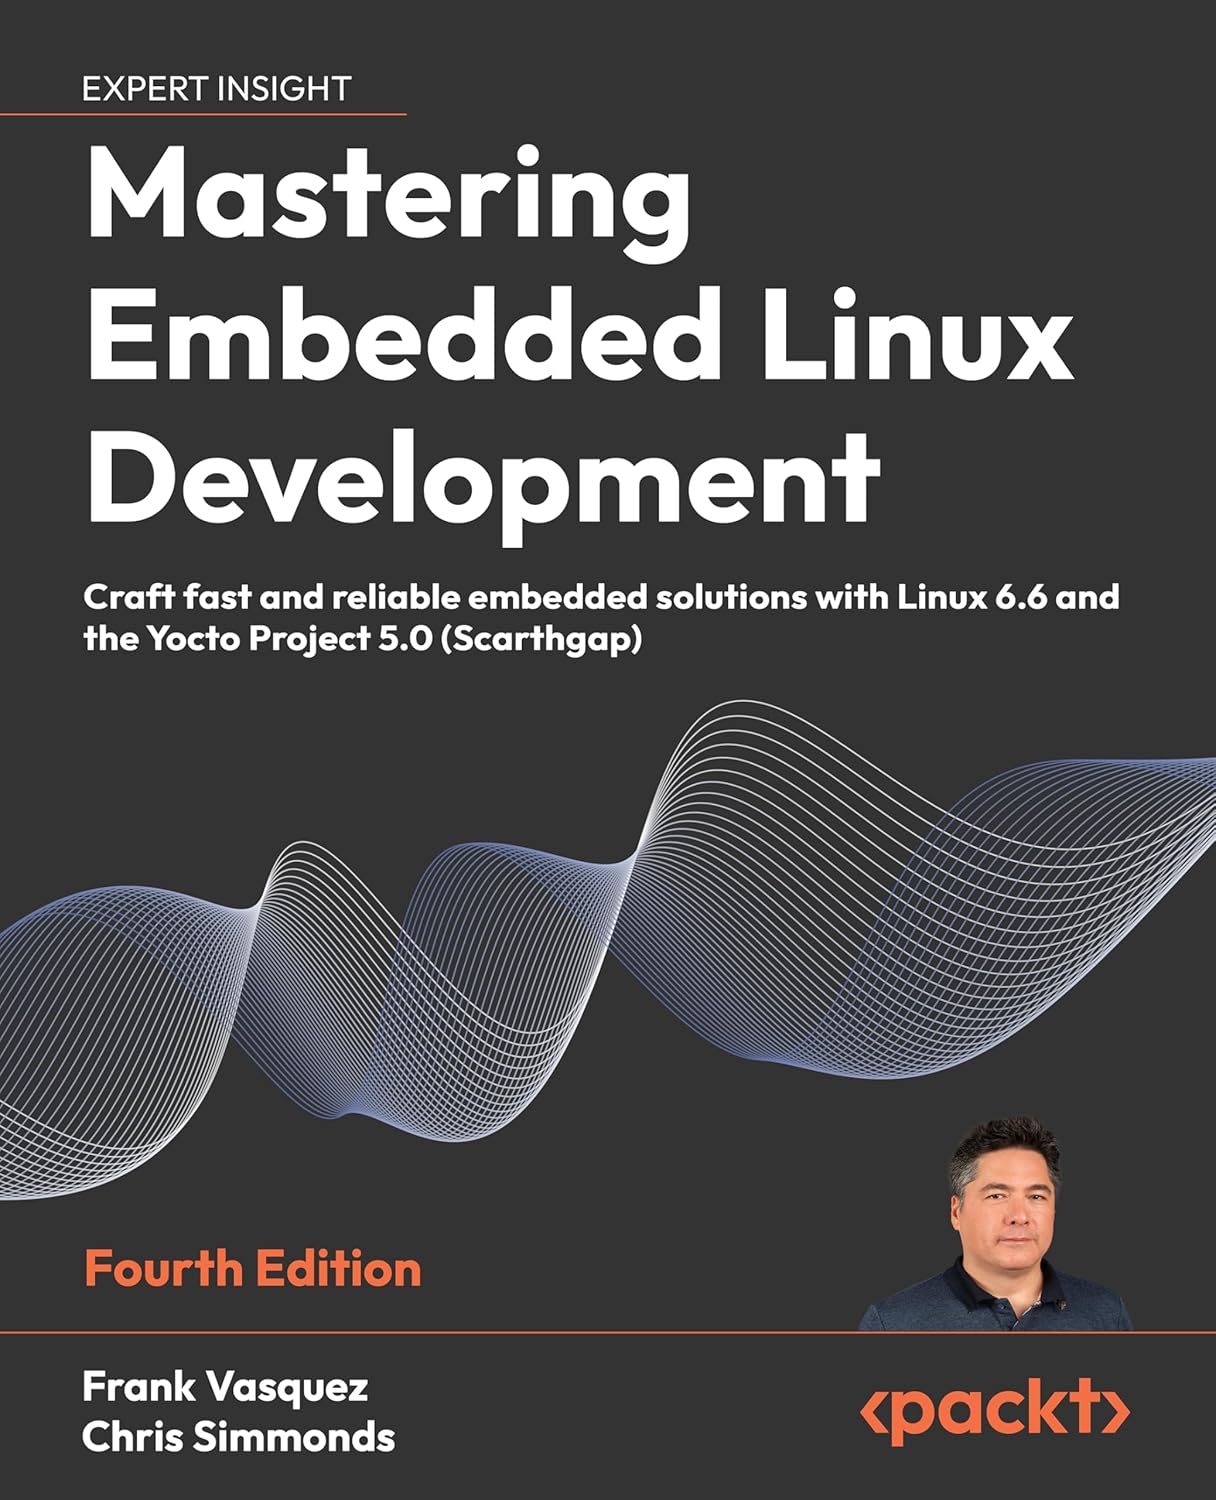 EXPERT INSIGHT
Mastering
Embedded Linux
Development
Craft fast and reliable embedded solutions with Linux 6.6 and
the Yocto Project 5.0 (Scarthgap)
Fourth Edition
Frank Vasquez
Chris Simmonds
<packt>